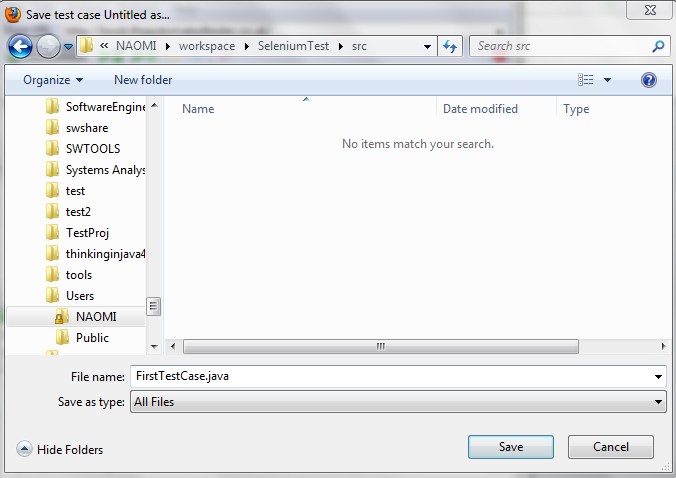 Save test case Untitled as...
« NAOMI workspace SeleniumTest src Search src
Organize New folder
Name Date modified Type
No items match your search.
SoftwareEngine
swshare
SWTOOLS
Systems Analys
test
test2
TestProj
thinkinginjava4
tools
Users
NAOMI
Public
File name: FirstTestCase.java
Save as type: All Files
Hide Folders Save Cancel